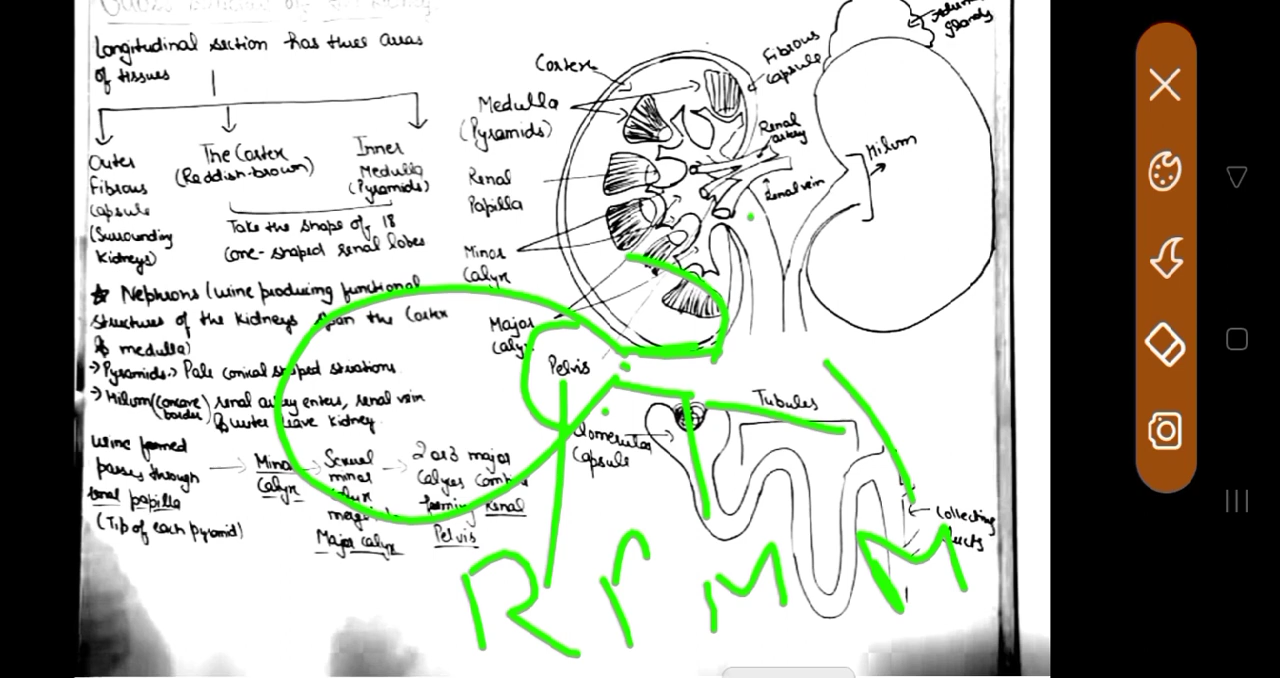 Longitudinal section has three areas
of tissues
Outer
Fibrous
Capsule
(Surrounding
Kidneys)
The Cortex
(Reddish-brown)
Inner
Medulla
(Pyramids)
Take the shape of 18
cone-shaped renal lobes
Nephrons (urine producing functional
structures of the kidneys span the Cortex
& medulla)
→ Pyramids → Pale conical shaped striations
→ Hilum (concave border) renal artery enters, renal vein
& ureter leave kidney.
Urine formed
passes through
renal papilla
(Tip of each pyramid)
→ Minor
Calyx
→ Several
minor
calyx
Major calyx
→ 2 or 3 major
Calyces
forming Renal
Pelvis
Cortex
Medulla
(Pyramids)
Renal
Papilla
Minor
Calyx
Major
Calyx
Pelvis
Fibrous
capsule
Renal
artery
Renal vein
Hilum
Glands
Tubules
Glomerular
Capsule
Collecting
ducts
R r M M